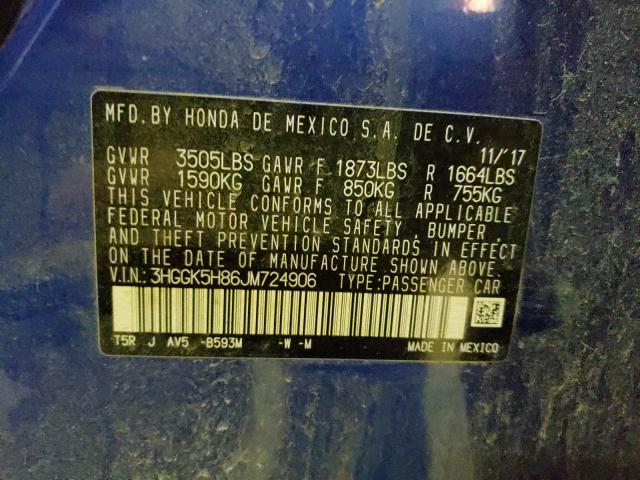 MFD. BY HONDA DE MEXICO S.A. DE C.V.
11/'17
GVWR 3505LBS GAWR F 1873LBS R 1664LBS
GVWR 1590KG GAWR F 850KG R 755KG
THIS VEHICLE CONFORMS TO ALL APPLICABLE
FEDERAL MOTOR VEHICLE SAFETY, BUMPER,
AND THEFT PREVENTION STANDARDS IN EFFECT
ON THE DATE OF MANUFACTURE SHOWN ABOVE.
V.I.N.: 3HGGK5H86JM724906 TYPE:PASSENGER CAR
T5R J AV5 -B593M -W -M MADE IN MEXICO